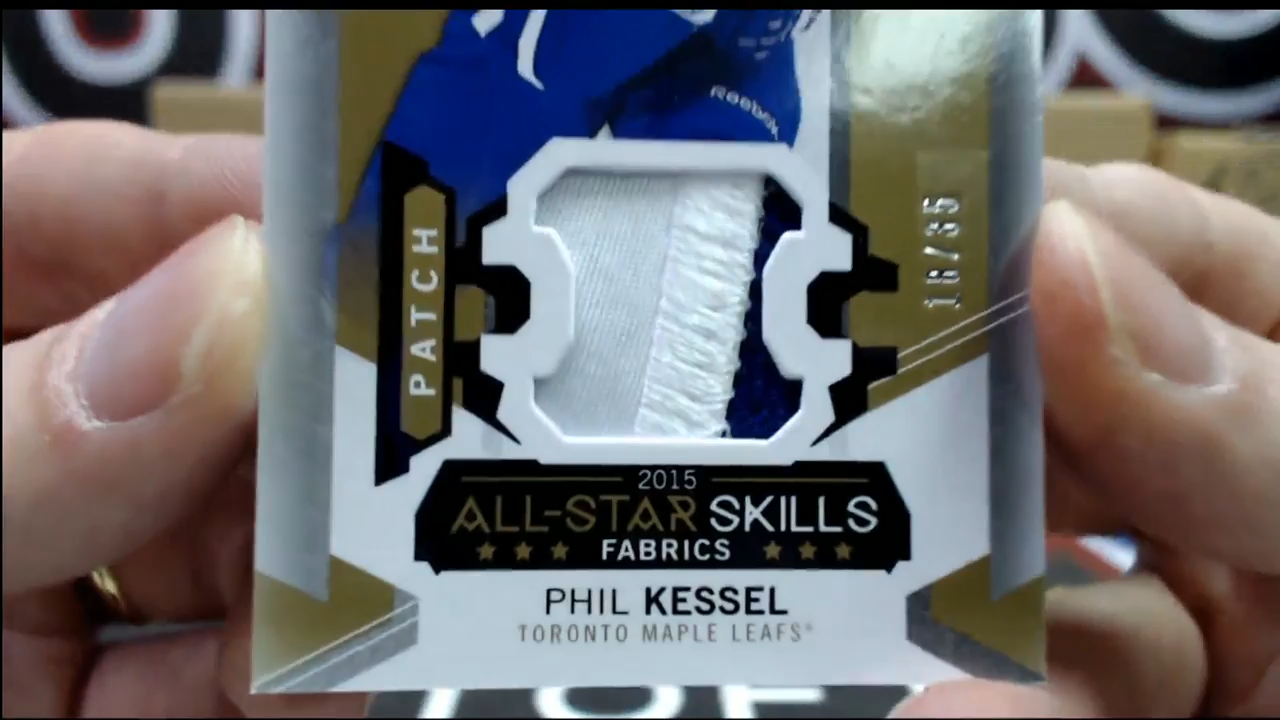 Reebok
PATCH
18/35
2015
ALL-STAR SKILLS
FABRICS
PHIL KESSEL
TORONTO MAPLE LEAFS®